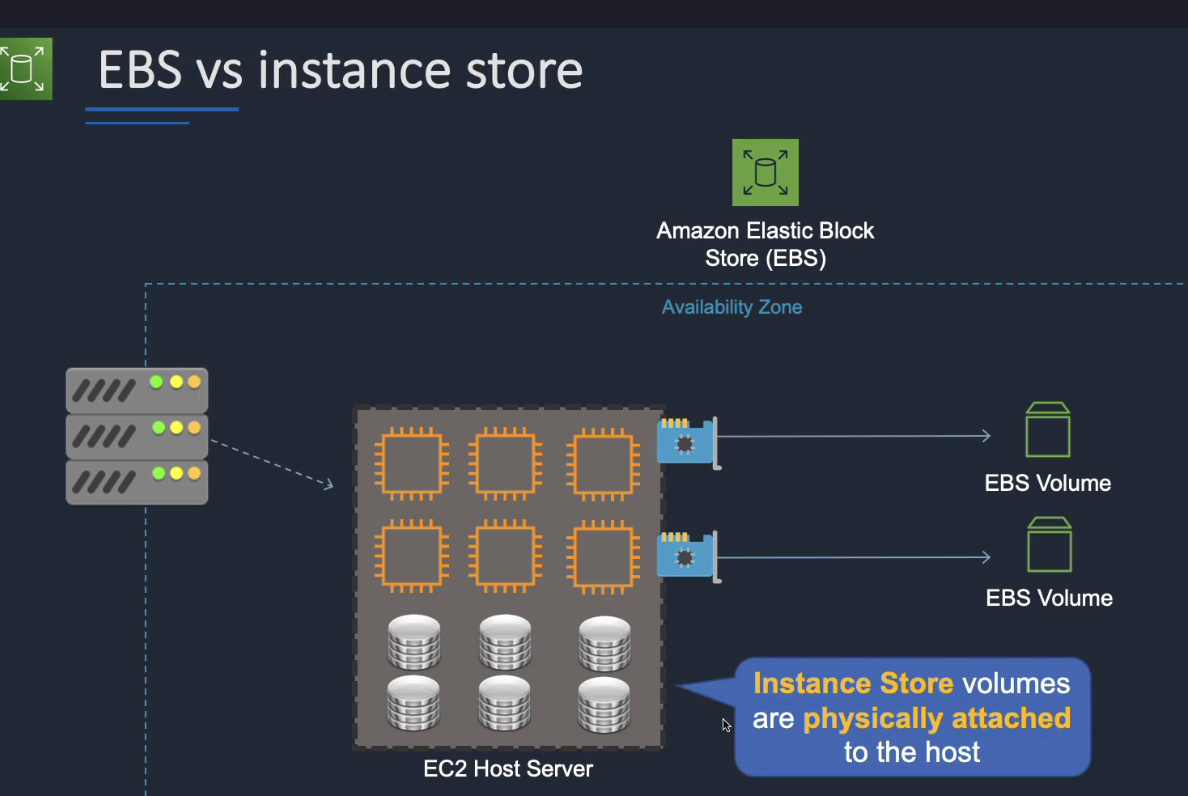 EBS vs instance store
Amazon Elastic Block
Store (EBS)
Availability Zone
EBS Volume
EBS Volume
Instance Store volumes
are physically attached
to the host
EC2 Host Server